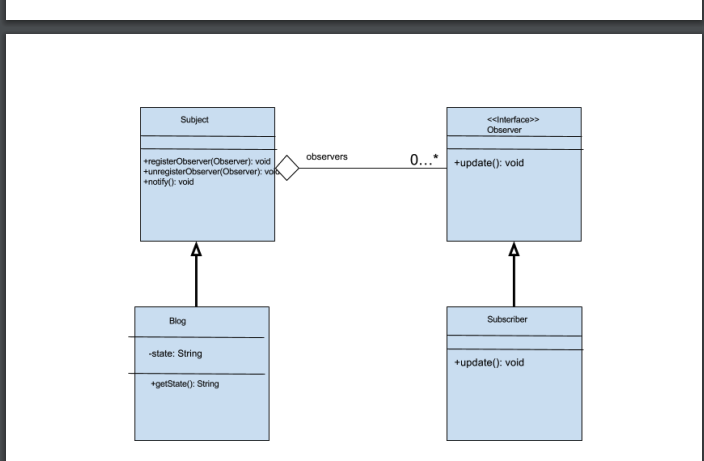 Subject
+registerObserver(Observer): void
+unregisterObserver(Observer): void
+notify(): void
observers
0...*
<<Interface>>
Observer
+update(): void
Blog
-state: String
+getState(): String
Subscriber
+update(): void